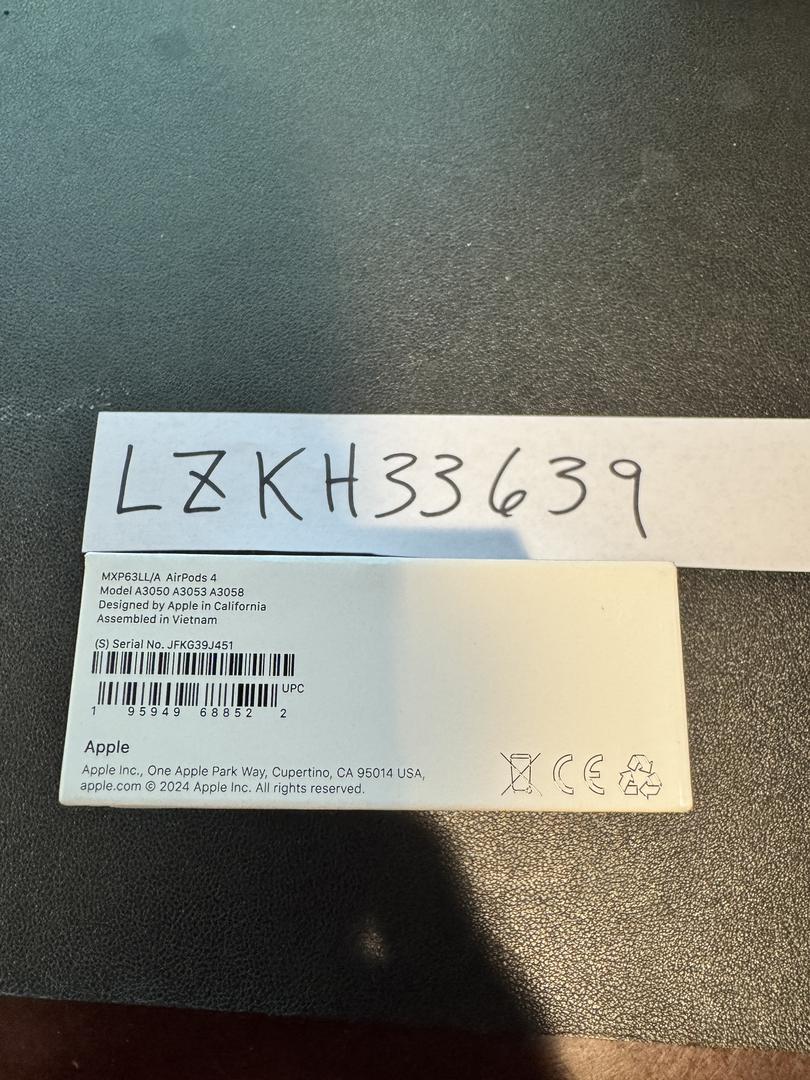 LZKH33639
MXP63LL/A AirPods 4
Model A3050 A3053 A3058
Designed by Apple in California
Assembled in Vietnam
(S) Serial No. JFKG39J451
UPC
1 95949 68852 2
Apple
Apple Inc., One Apple Park Way, Cupertino, CA 95014 USA,
apple.com © 2024 Apple Inc. All rights reserved.
CE